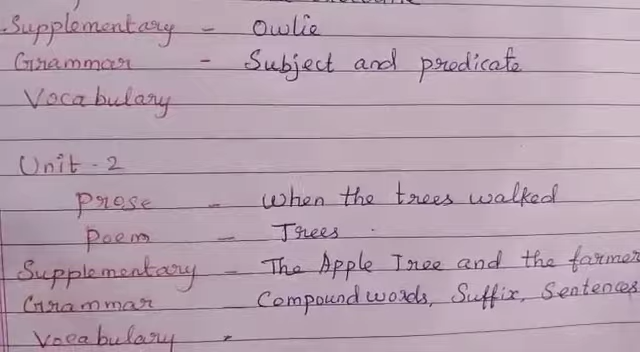 Supplementary - Owlie
Grammar - Subject and predicate
Vocabulary
Unit - 2
Prose - When the trees walked
Poem - Trees.
Supplementary - The Apple Tree and the farmer
Grammar Compound words, Suffix, Sentences
Vocabulary